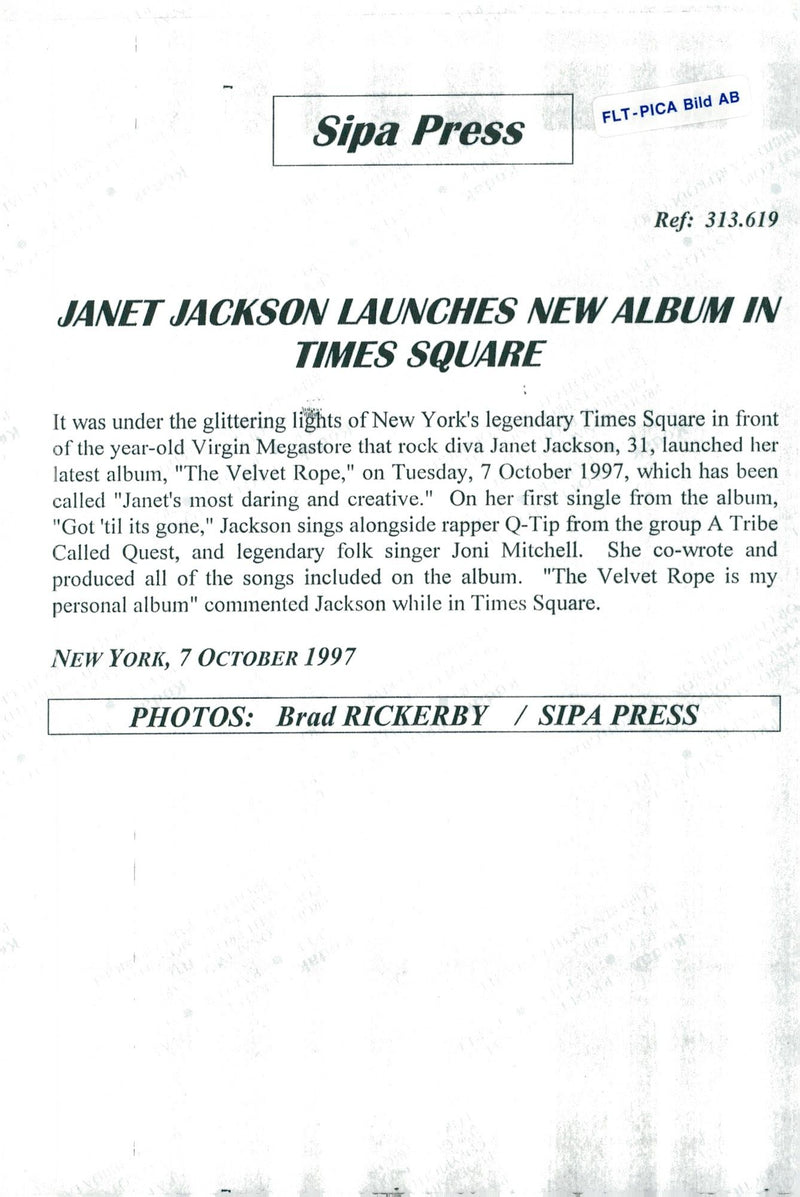 Sipa Press
FLT-PICA Bild AB
Ref: 313.619
JANET JACKSON LAUNCHES NEW ALBUM IN
TIMES SQUARE
It was under the glittering lights of New York's legendary Times Square in front
of the year-old Virgin Megastore that rock diva Janet Jackson, 31, launched her
latest album, "The Velvet Rope," on Tuesday, 7 October 1997, which has been
called "Janet's most daring and creative." On her first single from the album,
"Got 'til its gone," Jackson sings alongside rapper Q-Tip from the group A Tribe
Called Quest, and legendary folk singer Joni Mitchell. She co-wrote and
produced all of the songs included on the album. "The Velvet Rope is my
personal album" commented Jackson while in Times Square.
NEW YORK, 7 OCTOBER 1997
PHOTOS: Brad RICKERBY / SIPA PRESS